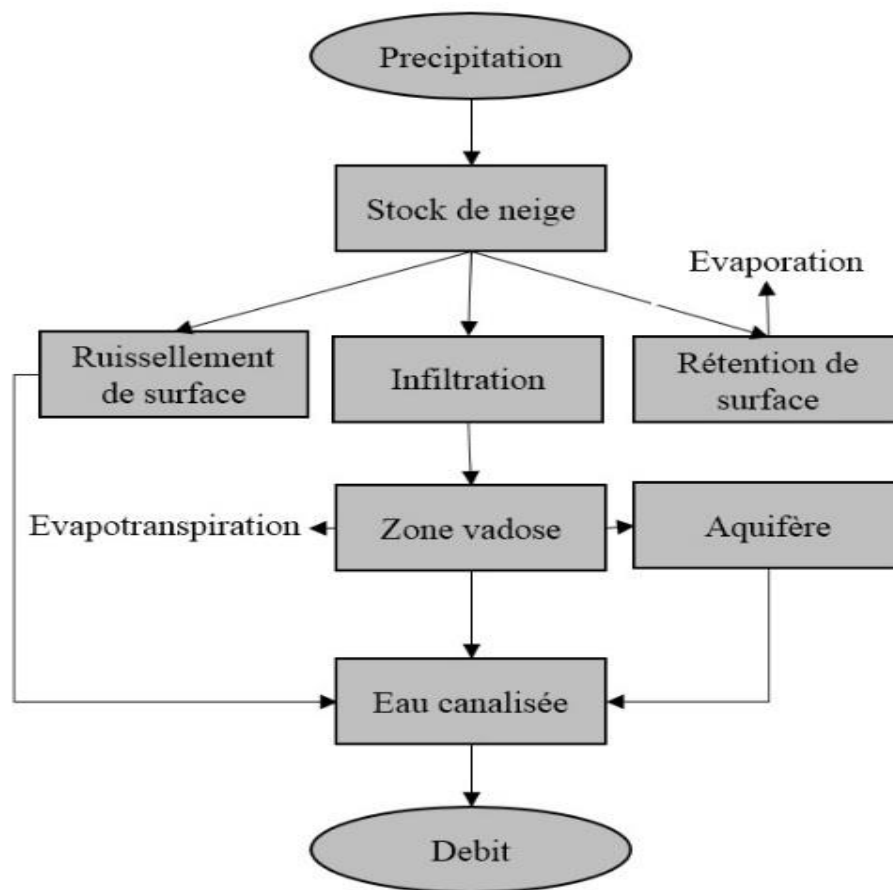 Precipitation
Stock de neige
Evaporation
Ruissellement
de surface
Infiltration
Rétention de
surface
Evapotranspiration
Zone vadose
Aquifère
Eau canalisée
Debit